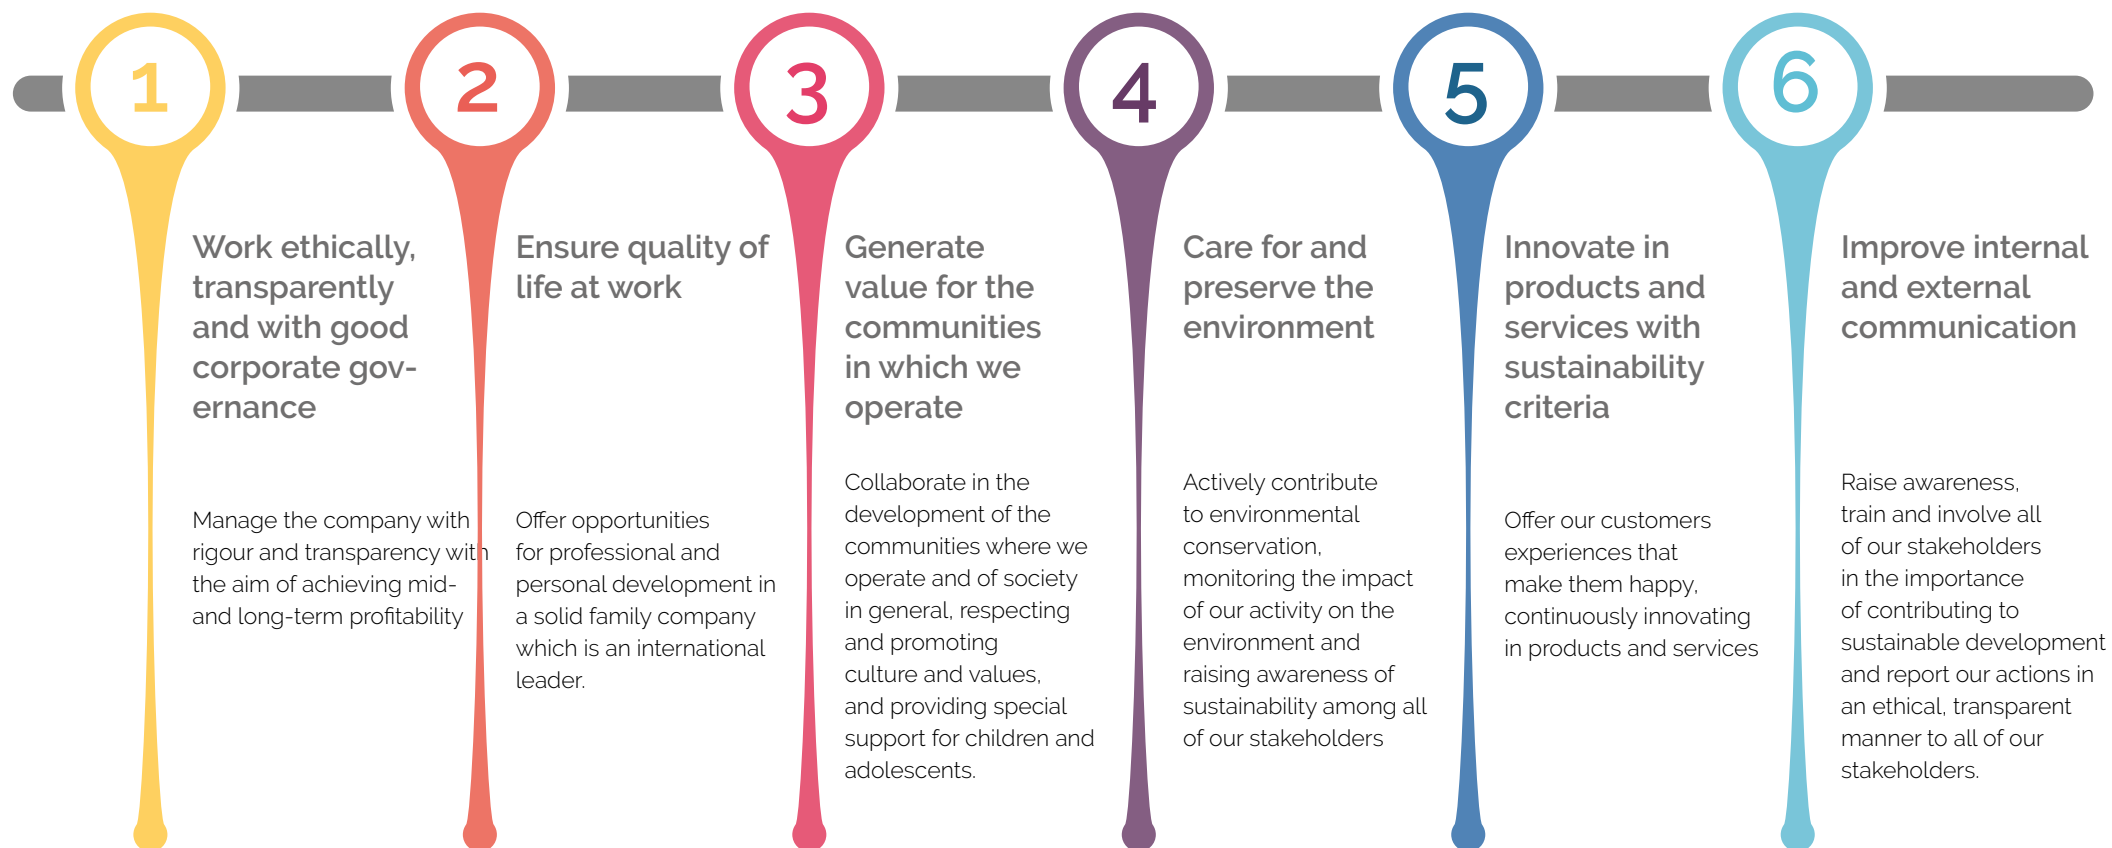 1
Work ethically,
transparently
and with good
corporate gov-
ernance
Manage the company with
rigour and transparency with
the aim of achieving mid-
and long-term profitability
2
Ensure quality of
life at work
Offer opportunities
for professional and
personal development in
a solid family company
which is an international
leader.
3
Generate
value for the
communities
in which we
operate
Collaborate in the
development of the
communities where we
operate and of society
in general, respecting
and promoting
culture and values,
and providing special
support for children and
adolescents.
4
Care for and
preserve the
environment
Actively contribute
to environmental
conservation,
monitoring the impact
of our activity on the
environment and
raising awareness of
sustainability among all
of our stakeholders
5
Innovate in
products and
services with
sustainability
criteria
Offer our customers
experiences that
make them happy,
continuously innovating
in products and services
6
Improve internal
and external
communication
Raise awareness,
train and involve all
of our stakeholders
in the importance
of contributing to
sustainable development
and report our actions in
an ethical, transparent
manner to all of our
stakeholders.